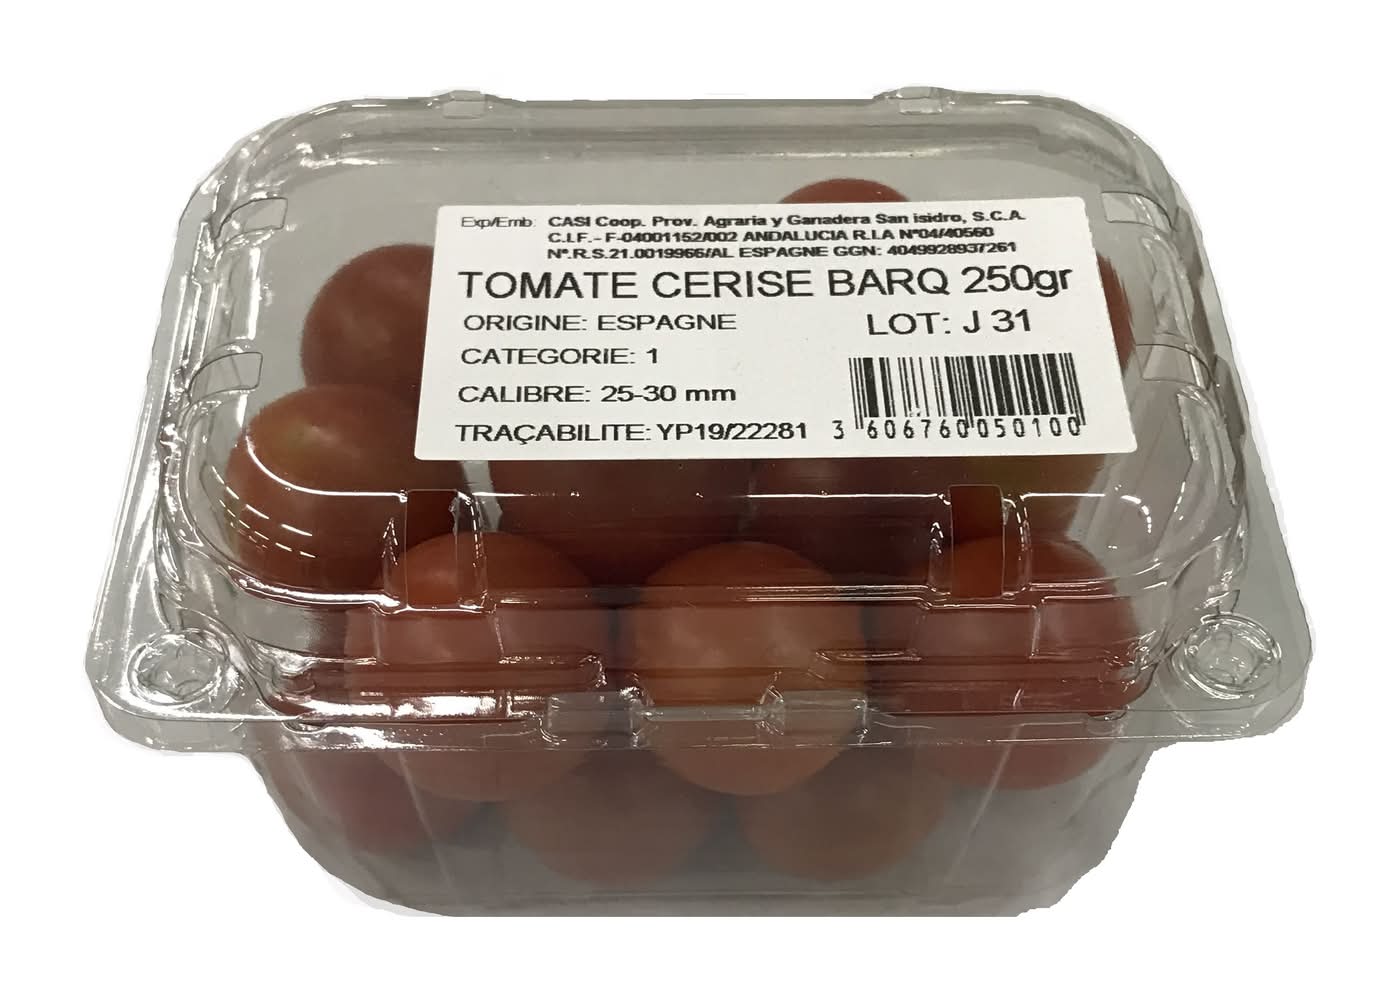 Exp/Emb: CASI Coop. Prov. Agraria y Ganadera San isidro, S.C.A.
C.I.F. - F-04001152/002 ANDALUCIA R.I.A Nº04/40560
Nº.R.S.21.0019966/AL ESPAGNE GGN: 4049928937261
TOMATE CERISE BARQ 250gr
ORIGINE: ESPAGNE
LOT: J 31
CATEGORIE: 1
CALIBRE: 25-30 mm
TRAÇABILITE: YP19/22281
3 606760 050100